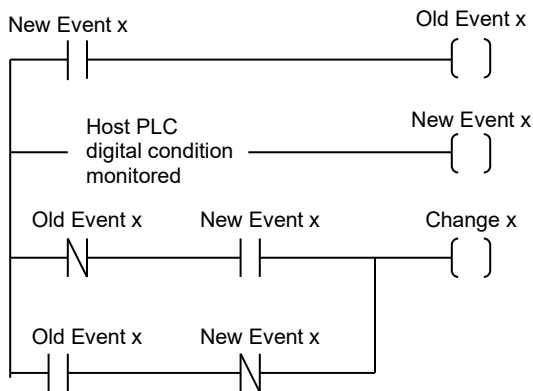 New Event x
Old Event x
Host PLC
digital condition
monitored
New Event x
Old Event x
New Event x
Change x
Old Event x
New Event x